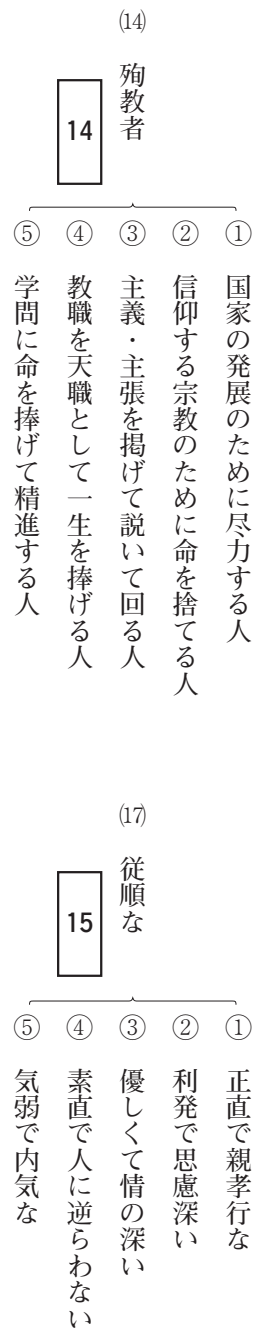 ⒁ 殉教者
14
① 国家の発展のために尽力する人
② 信仰する宗教のために命を捨てる人
③ 主義・主張を掲げて説いて回る人
④ 教職を天職として一生を捧げる人
⑤ 学問に命を捧げて精進する人
⒄ 従順な
15
① 正直で親孝行な
② 利発で思慮深い
③ 優しくて情の深い
④ 素直で人に逆らわない
⑤ 気弱で内気な